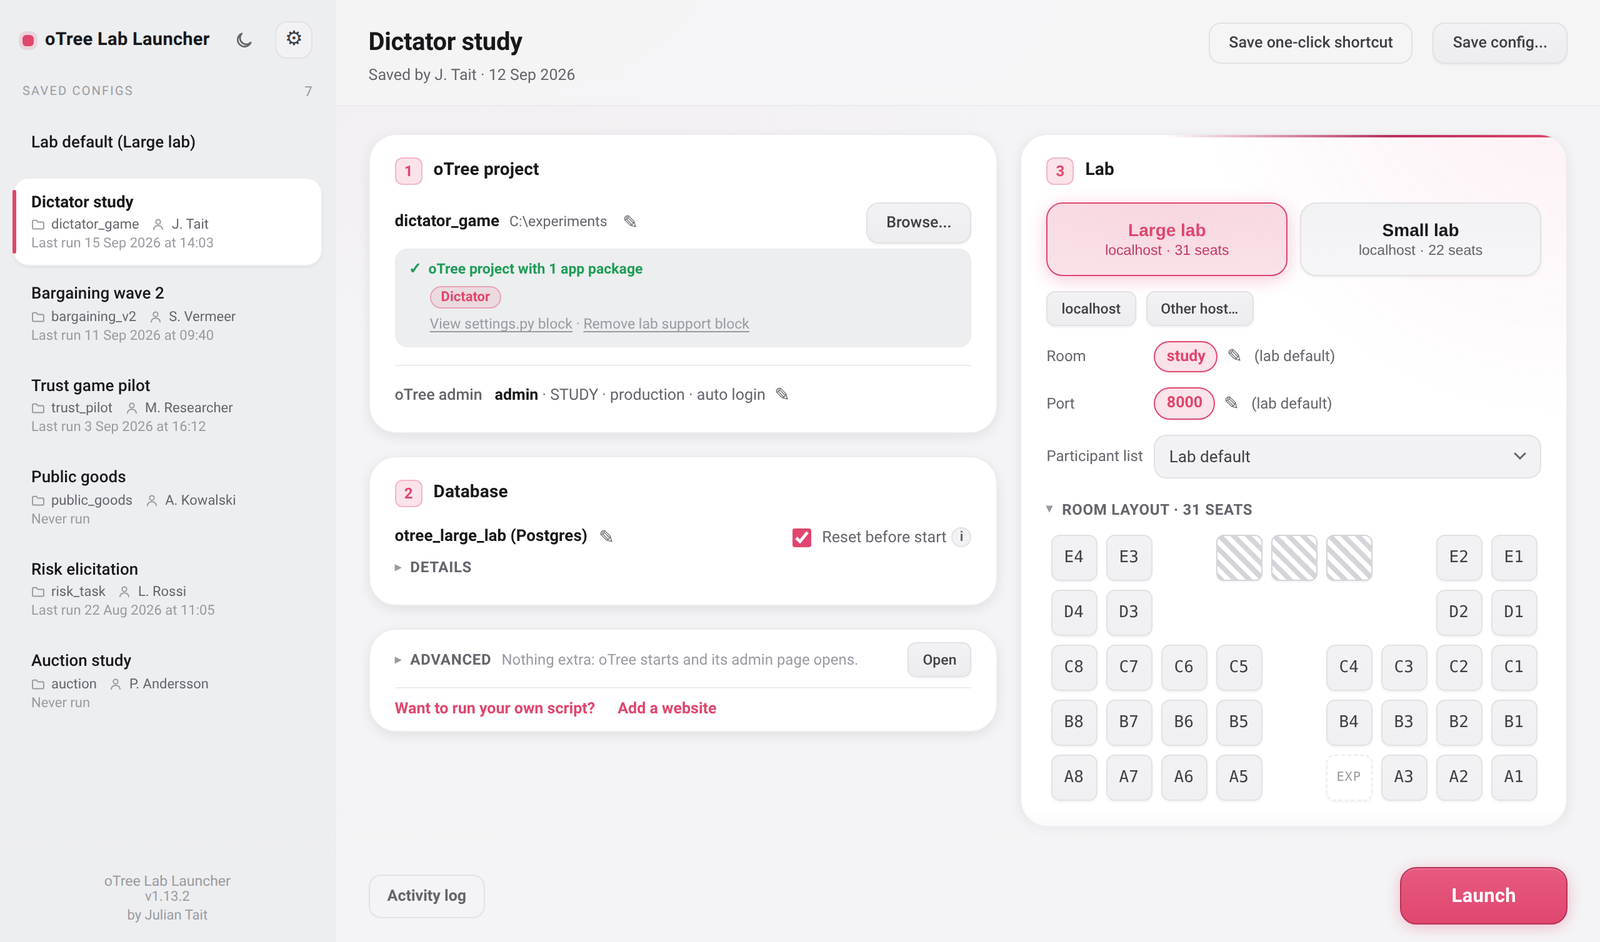 oTree Lab Launcher
SAVED CONFIGS 7
Lab default (Large lab)
Dictator study
dictator_game J. Tait
Last run 15 Sep 2026 at 14:03
Bargaining wave 2
bargaining_v2 S. Vermeer
Last run 11 Sep 2026 at 09:40
Trust game pilot
trust_pilot M. Researcher
Last run 3 Sep 2026 at 16:12
Public goods
public_goods A. Kowalski
Never run
Risk elicitation
risk_task L. Rossi
Last run 22 Aug 2026 at 11:05
Auction study
auction P. Andersson
Never run
oTree Lab Launcher
v1.13.2
by Julian Tait
Dictator study
Saved by J. Tait · 12 Sep 2026
Save one-click shortcut
Save config...
1 oTree project
dictator_game C:\experiments
Browse...
✓ oTree project with 1 app package
Dictator
View settings.py block · Remove lab support block
oTree admin admin · STUDY · production · auto login
2 Database
otree_large_lab (Postgres)
Reset before start i
DETAILS
ADVANCED Nothing extra: oTree starts and its admin page opens.
Open
Want to run your own script? Add a website
3 Lab
Large lab
localhost · 31 seats
Small lab
localhost · 22 seats
localhost
Other host...
Room study (lab default)
Port 8000 (lab default)
Participant list Lab default
ROOM LAYOUT · 31 SEATS
E4 E3 E2 E1
D4 D3 D2 D1
C8 C7 C6 C5 C4 C3 C2 C1
B8 B7 B6 B5 B4 B3 B2 B1
A8 A7 A6 A5 EXP A3 A2 A1
Activity log
Launch